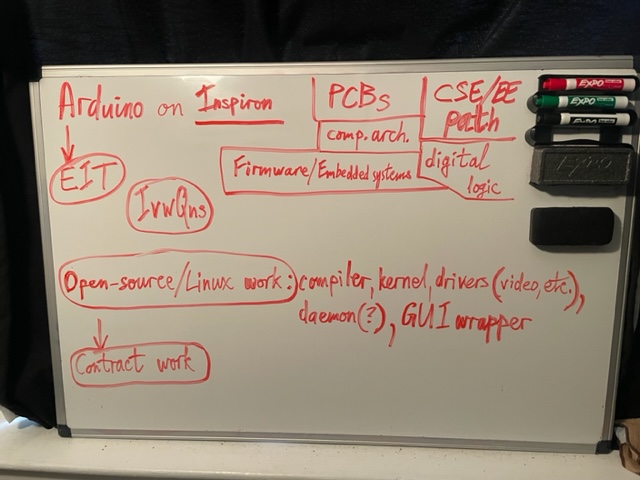 Arduino on Inspiron
PCBs
CSE/EE
path
comp. arch.
Firmware/Embedded systems
digital
logic
EIT
IvwQns
Open-source/Linux work: compiler, kernel, drivers (video, etc.),
daemon(?), GUI wrapper
Contract work
EXPO
EXPO
EXPO
EXPO